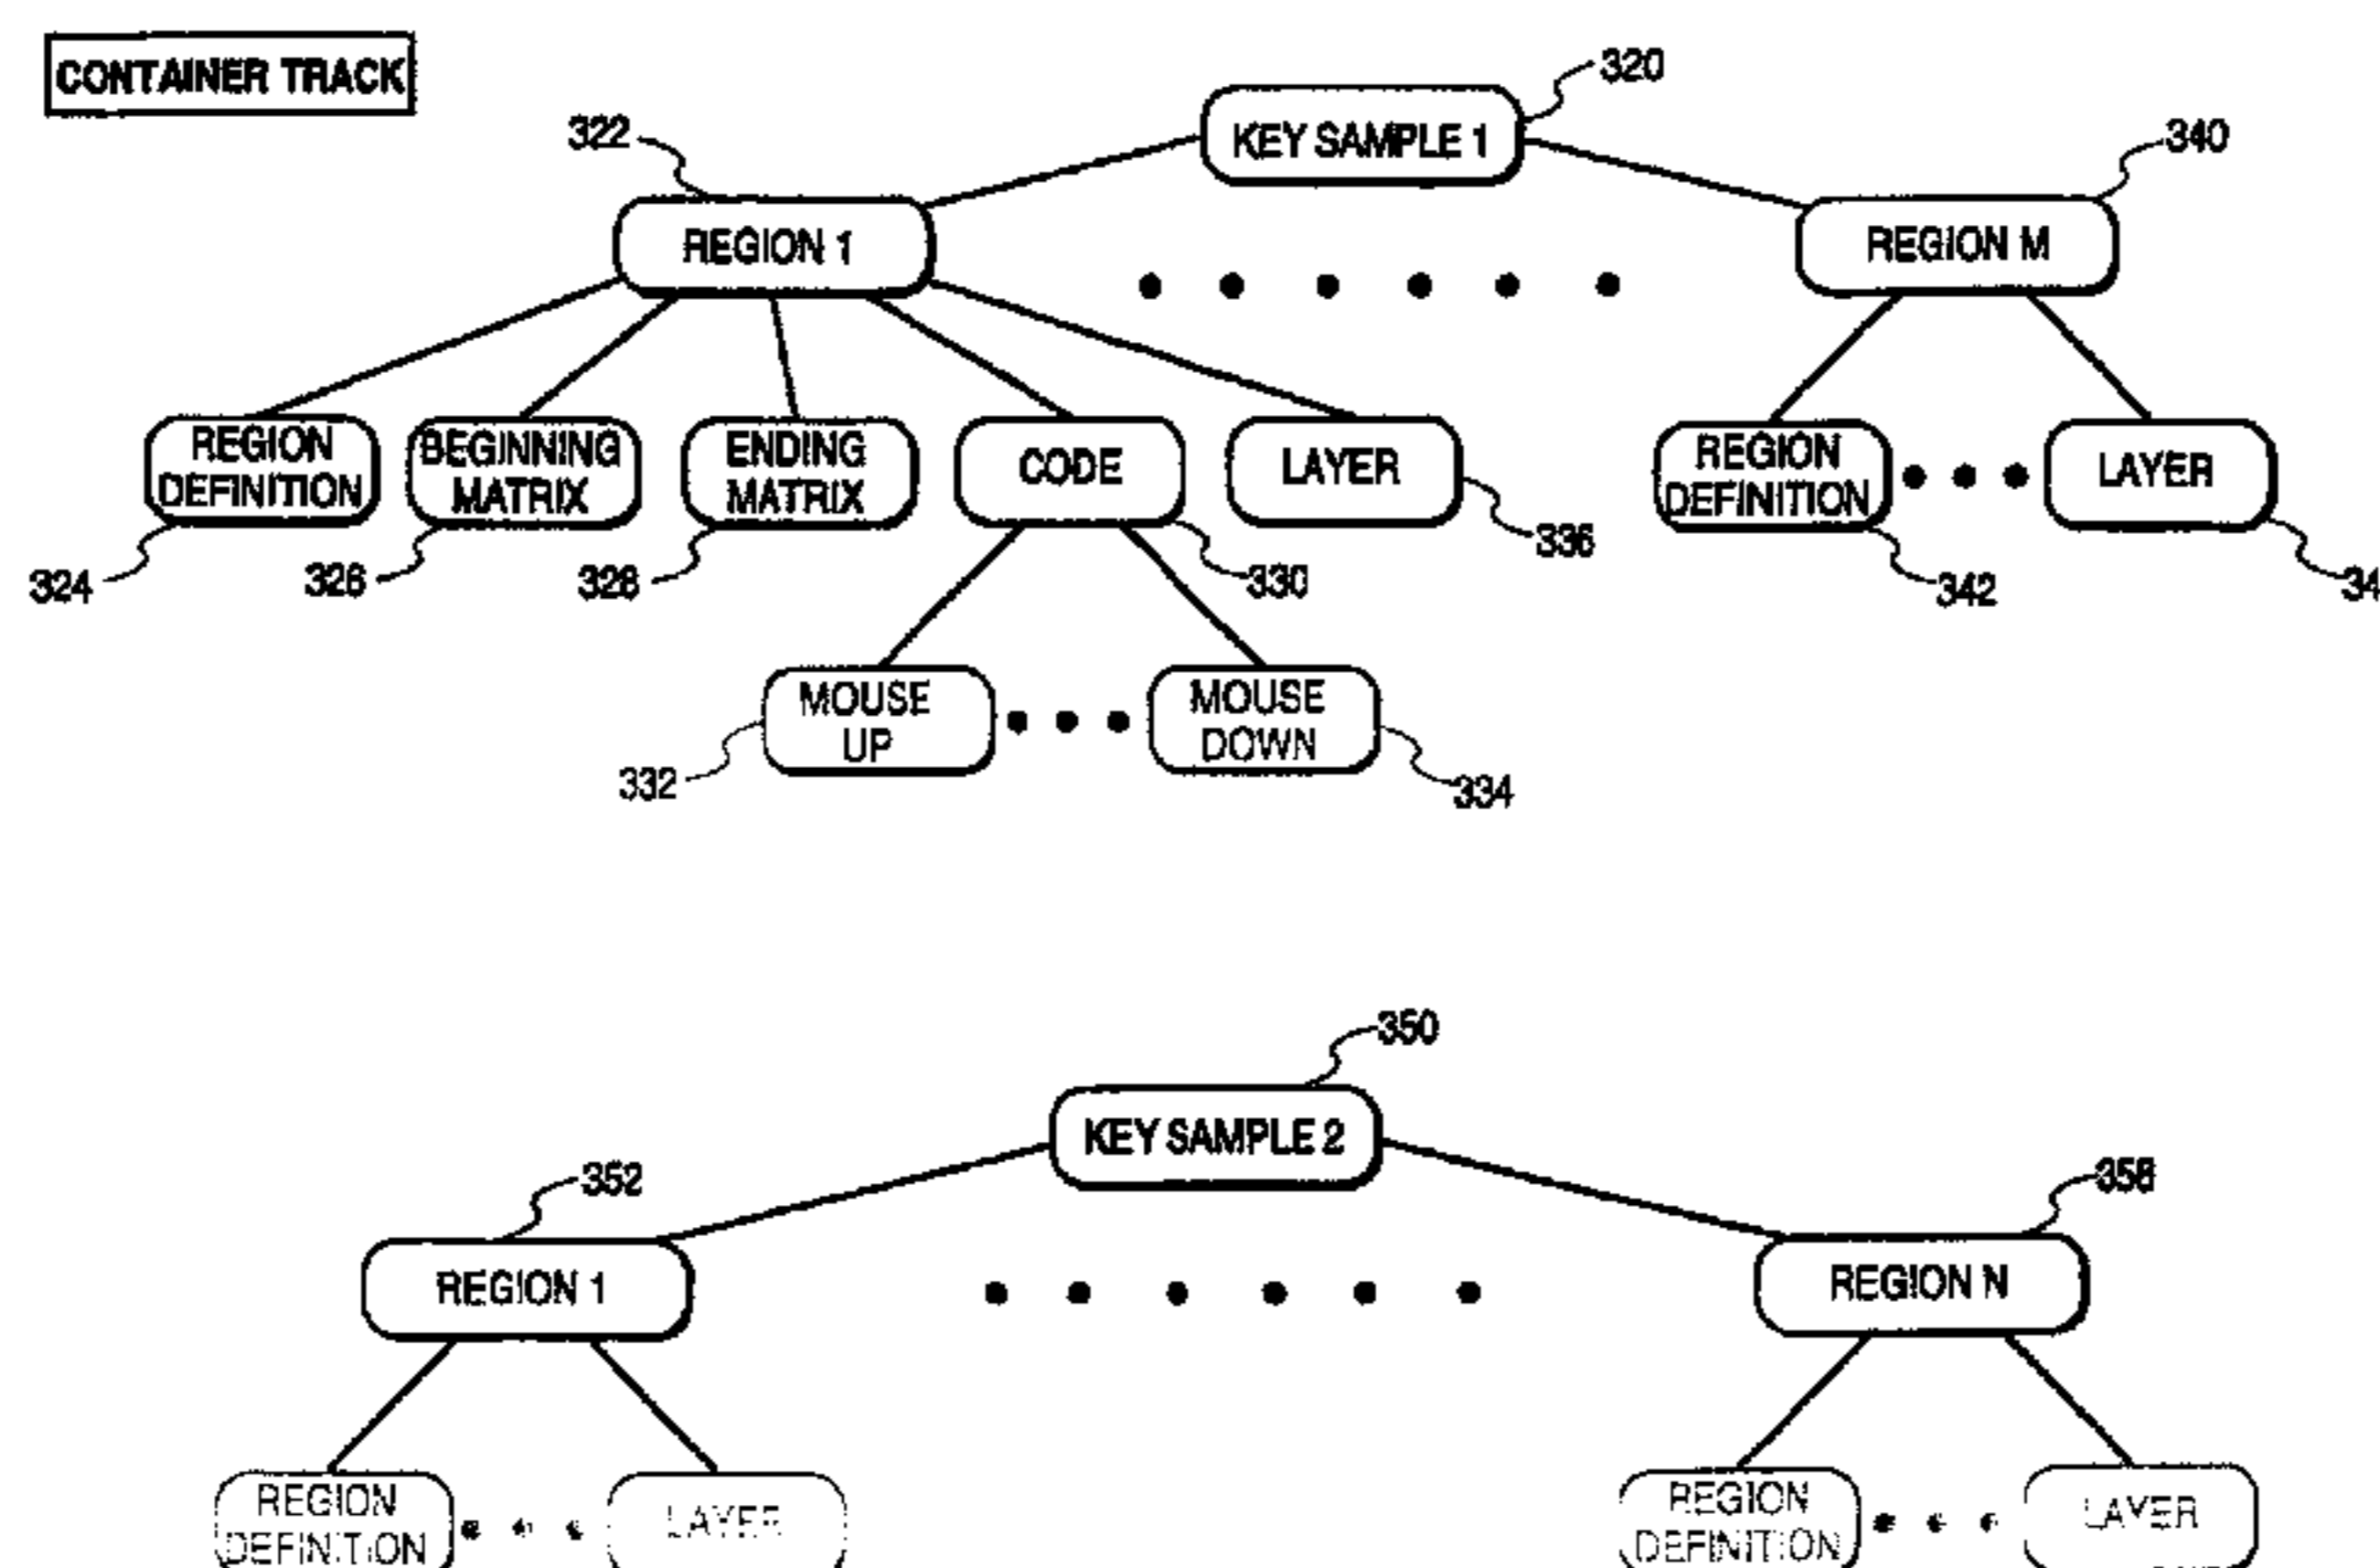 CONTAINER TRACK
320
KEY SAMPLE 1
322
340
REGION 1
REGION M
REGION
DEFINITION
BEGINNING
MATRIX
ENDING
MATRIX
CODE
LAYER
REGION
DEFINITION
LAYER
324
326
328
330
336
342
34
MOUSE
UP
MOUSE
DOWN
332
334
350
KEY SAMPLE 2
352
358
REGION 1
REGION N
REGION
DEFINITION
LAYER
REGION
DEFINITION
LAYER